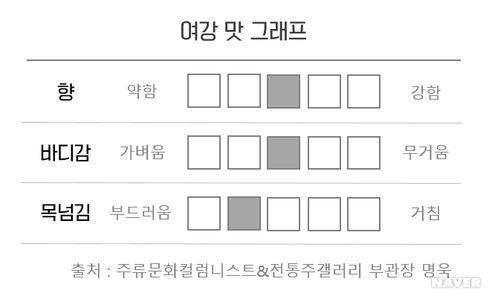 여강 맛 그래프
향 약함 강함
바디감 가벼움 무거움
목넘김 부드러움 거침
출처 : 주류문화컬럼니스트&전통주갤러리 부관장 명욱
NAVER